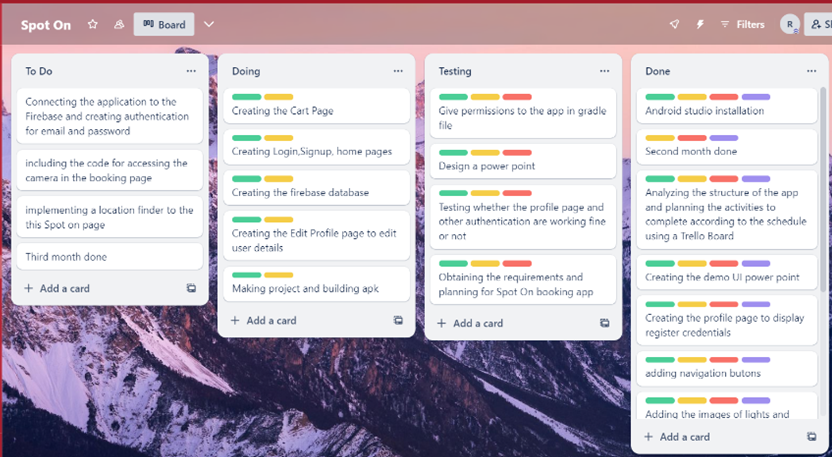 Spot On
Board
Filters
R
To Do
Connecting the application to the
Firebase and creating authentication
for email and password
including the code for accessing the
camera in the booking page
implementing a location finder to the
this Spot on page
Third month done
+ Add a card
Doing
Creating the Cart Page
Creating Login,Signup, home pages
Creating the firebase database
Creating the Edit Profile page to edit
user details
Making project and building apk
+ Add a card
Testing
Give permissions to the app in gradle
file
Design a power point
Testing whether the profile page and
other authentication are working fine
or not
Obtaining the requirements and
planning for Spot On booking app
+ Add a card
Done
Android studio installation
Second month done
Analyzing the structure of the app
and planning the activities to
complete according to the schedule
using a Trello Board
Creating the demo UI power point
Creating the profile page to display
register credentials
adding navigation butons
Adding the images of lights and
+ Add a card